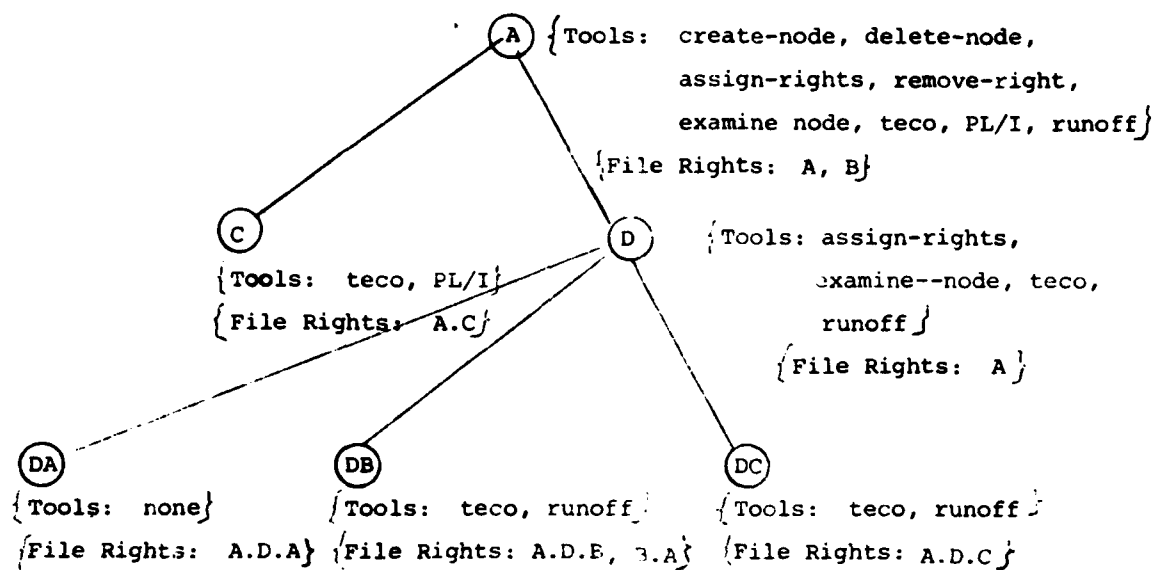 A {Tools: create-node, delete-node,
assign-rights, remove-right,
examine node, teco, PL/I, runoff}
{File Rights: A, B}
C
{Tools: teco, PL/I}
{File Rights: A.C}
D {Tools: assign-rights,
examine--node, teco,
runoff}
{File Rights: A}
DA
{Tools: none}
{File Rights: A.D.A}
DB
{Tools: teco, runoff}
{File Rights: A.D.B, B.A}
DC
{Tools: teco, runoff}
{File Rights: A.D.C}